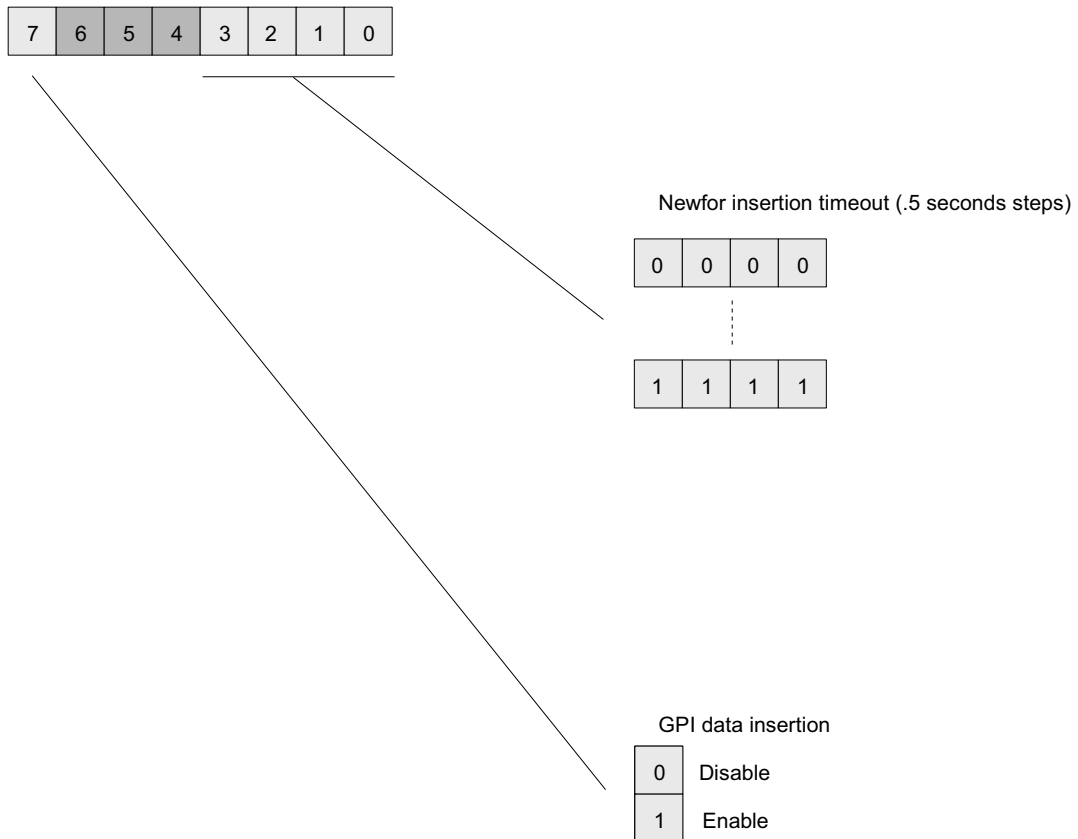 7 6 5 4 3 2 1 0
Newfor insertion timeout (.5 seconds steps)
0 0 0 0
1 1 1 1
GPI data insertion
0 Disable
1 Enable